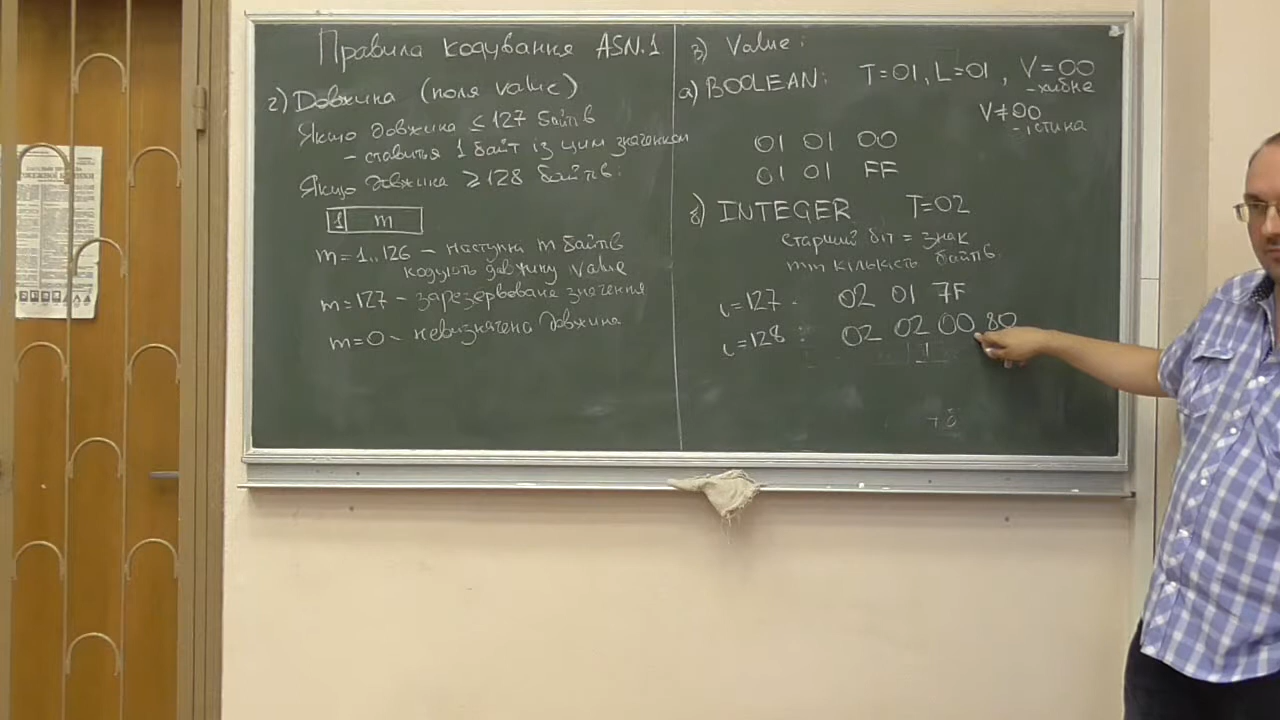 Правила кодування ASN.1
2) Довжина (поля value)
Якщо довжина ≤ 127 байтів
- ставиться 1 байт із цим значенням
Якщо довжина ≥ 128 байтів:
1 m
m=1..126 – наступні m байтів
кодують довжину value
m=127 – зарезервоване значення
m=0 – невизначена довжина
3) Value:
а) BOOLEAN: T=01, L=01, V=00
- хибне
V≠00
- істина
01 01 00
01 01 FF
б) INTEGER T=02
старший біт = знак
min кількість байтів
i=127 - 02 01 7F
i=128 : 02 02 00 80